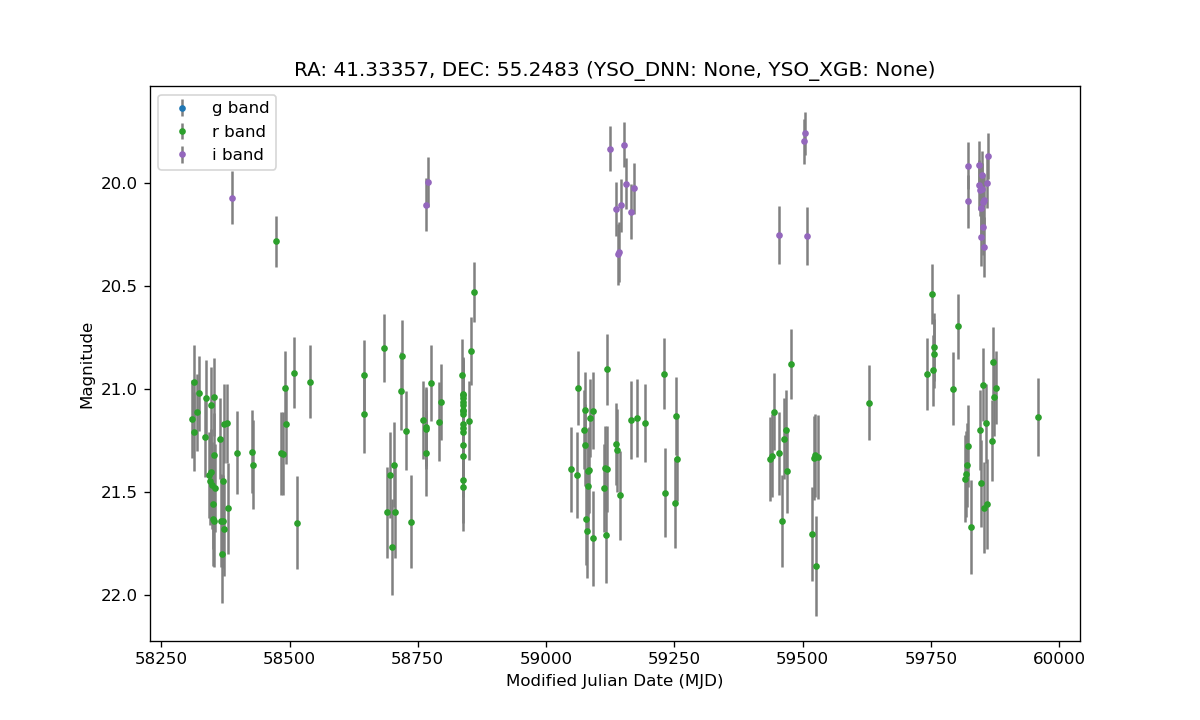 RA: 41.33357, DEC: 55.2483 (YSO_DNN: None, YSO_XGB: None)
g band
r band
i band
20.0
20.5
21.0
21.5
22.0
Magnitude
58250 58500 58750 59000 59250 59500 59750 60000
Modified Julian Date (MJD)